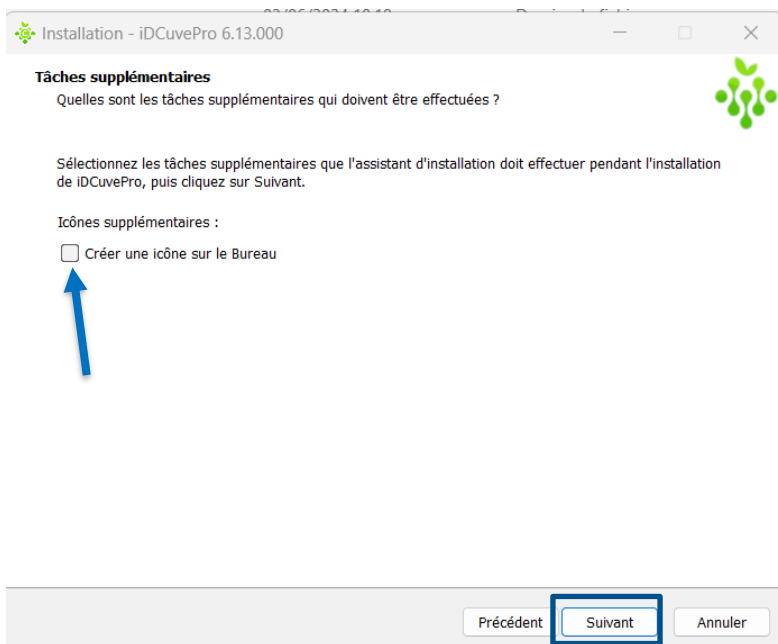 Installation - iDCuvePro 6.13.000
Tâches supplémentaires
Quelles sont les tâches supplémentaires qui doivent être effectuées ?
Sélectionnez les tâches supplémentaires que l'assistant d'installation doit effectuer pendant l'installation
de iDCuvePro, puis cliquez sur Suivant.
Icônes supplémentaires :
Créer une icône sur le Bureau
Précédent Suivant Annuler